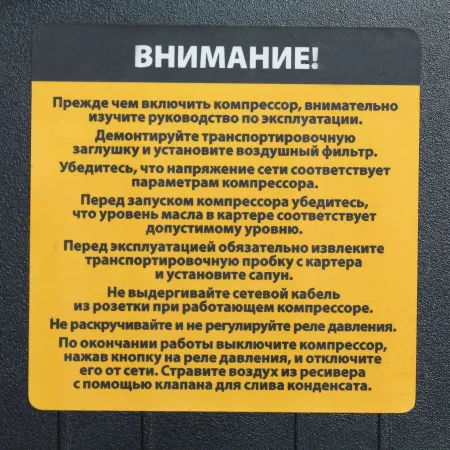 ВНИМАНИЕ!
Прежде чем включить компрессор, внимательно
изучите руководство по эксплуатации.
Демонтируйте транспортировочную
заглушку и установите воздушный фильтр.
Убедитесь, что напряжение сети соответствует
параметрам компрессора.
Перед запуском компрессора убедитесь,
что уровень масла в картере соответствует
допустимому уровню.
Перед эксплуатацией обязательно извлеките
транспортировочную пробку с картера
и установите сапун.
Не выдергивайте сетевой кабель
из розетки при работающем компрессоре.
Не раскручивайте и не регулируйте реле давления.
По окончании работы выключите компрессор,
нажав кнопку на реле давления, и отключите
его от сети. Стравите воздух из ресивера
с помощью клапана для слива конденсата.